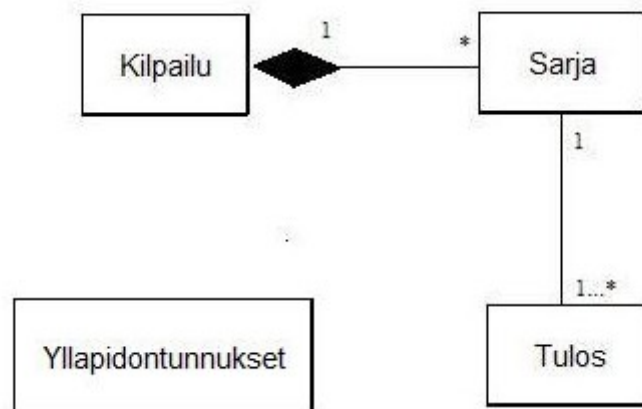 Kilpailu
1
*
Sarja
1
1...*
Yllapidontunnukset
Tulos